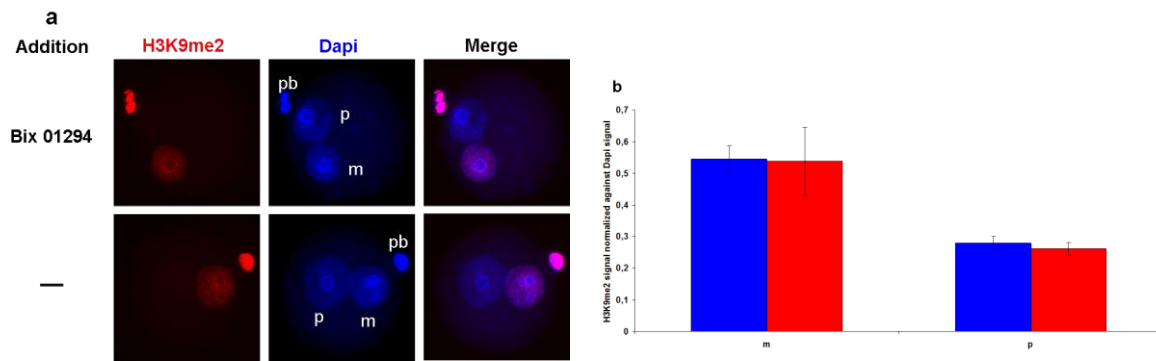 a
Addition H3K9me2 Dapi Merge
pb
p
Bix 01294
m
pb
—
p m
b
H3K9me2 signal normalized against Dapi signal
0,7
0,6
0,5
0,4
0,3
0,2
0,1
0
m p